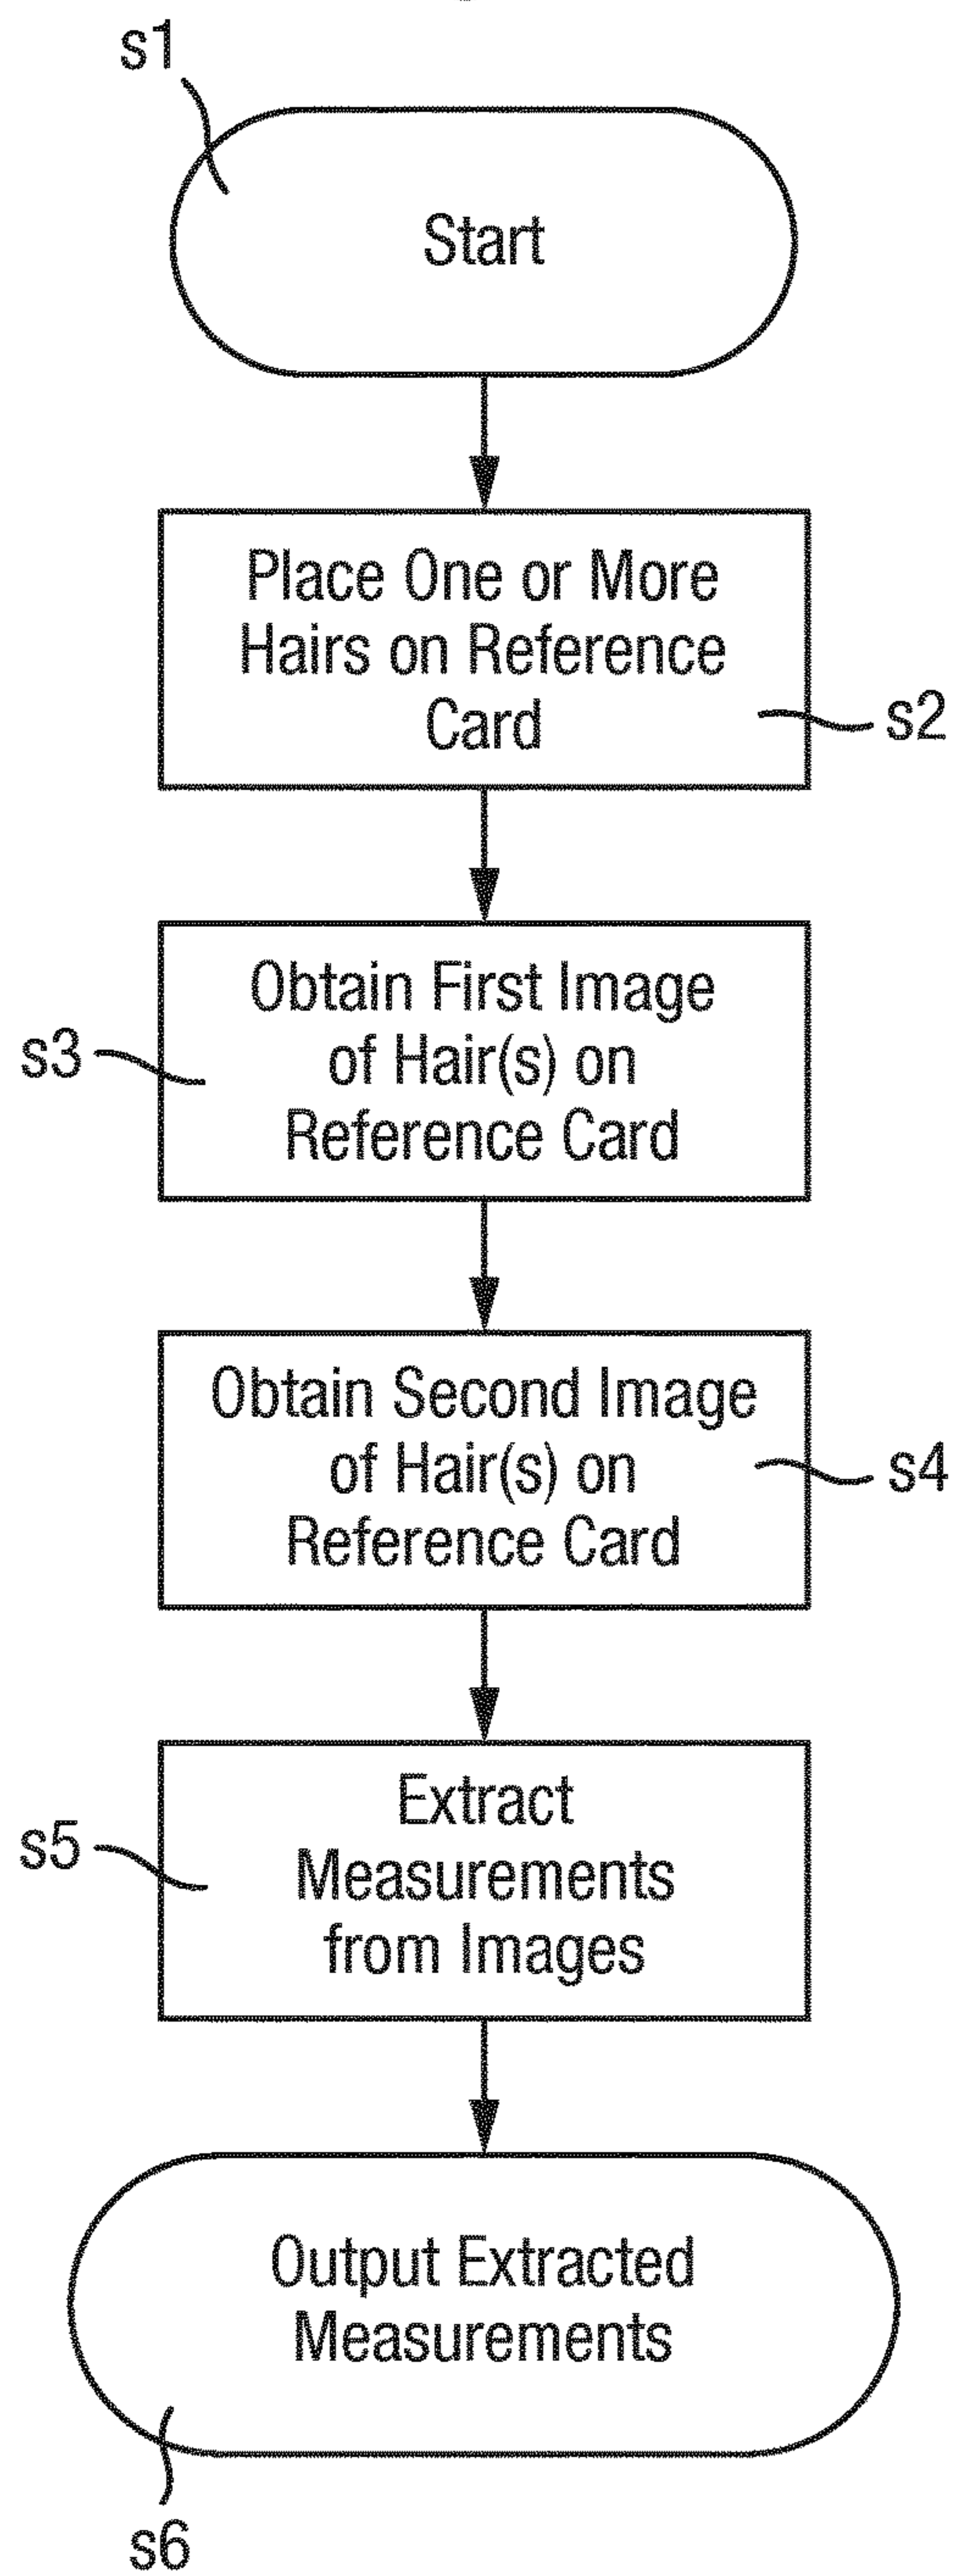 s1
Start
Place One or More
Hairs on Reference
Card
s2
Obtain First Image
of Hair(s) on
Reference Card
s3
Obtain Second Image
of Hair(s) on
Reference Card
s4
Extract
Measurements
from Images
s5
Output Extracted
Measurements
s6